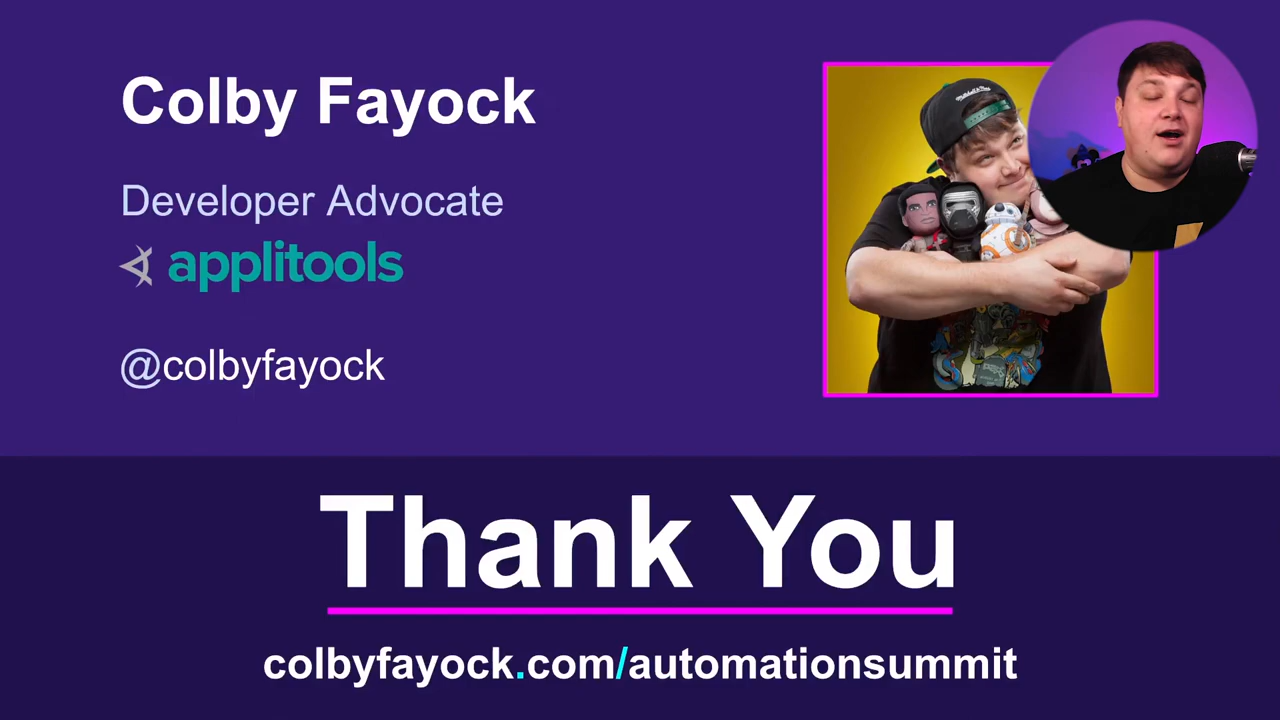 Colby Fayock
Developer Advocate
applitools
@colbyfayock
Thank You
colbyfayock.com/automationsummit